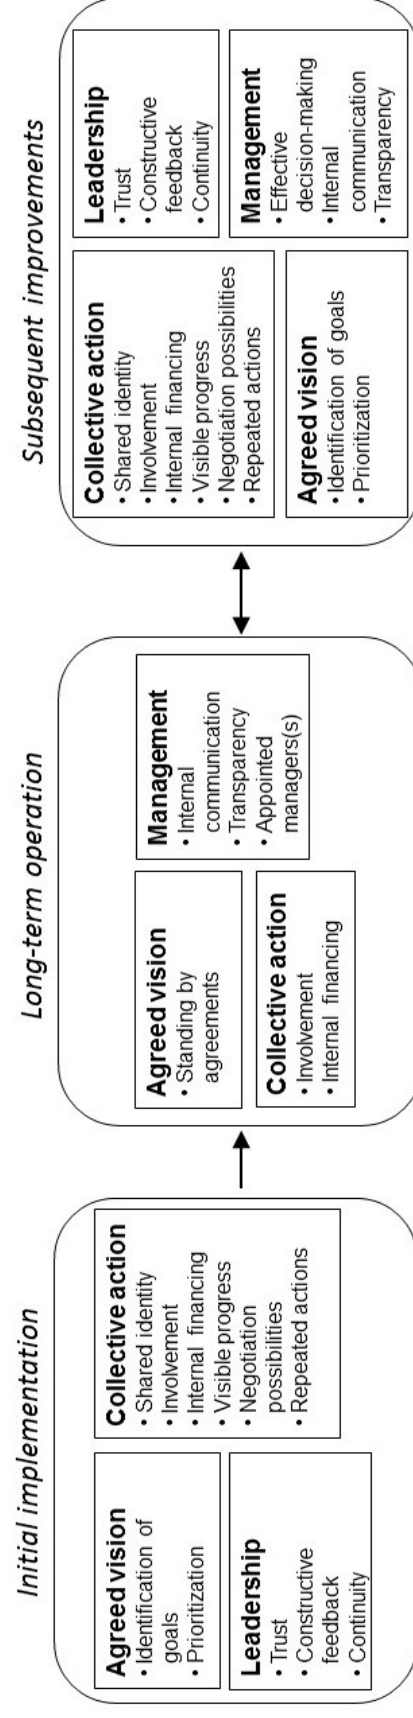 Initial implementation
Agreed vision
• Identification of
goals
• Prioritization
Leadership
• Trust
• Constructive
feedback
• Continuity
Collective action
• Shared identity
• Involvement
• Internal financing
• Visible progress
• Negotiation
possibilities
• Repeated actions
Long-term operation
Agreed vision
• Standing by
agreements
Collective action
• Involvement
• Internal financing
Management
• Internal
communication
• Transparency
• Appointed
managers(s)
Subsequent improvements
Collective action
• Shared identity
• Involvement
• Internal financing
• Visible progress
• Negotiation possibilities
• Repeated actions
Agreed vision
• Identification of goals
• Prioritization
Leadership
• Trust
• Constructive
feedback
• Continuity
Management
• Effective
decision-making
• Internal
communication
• Transparency